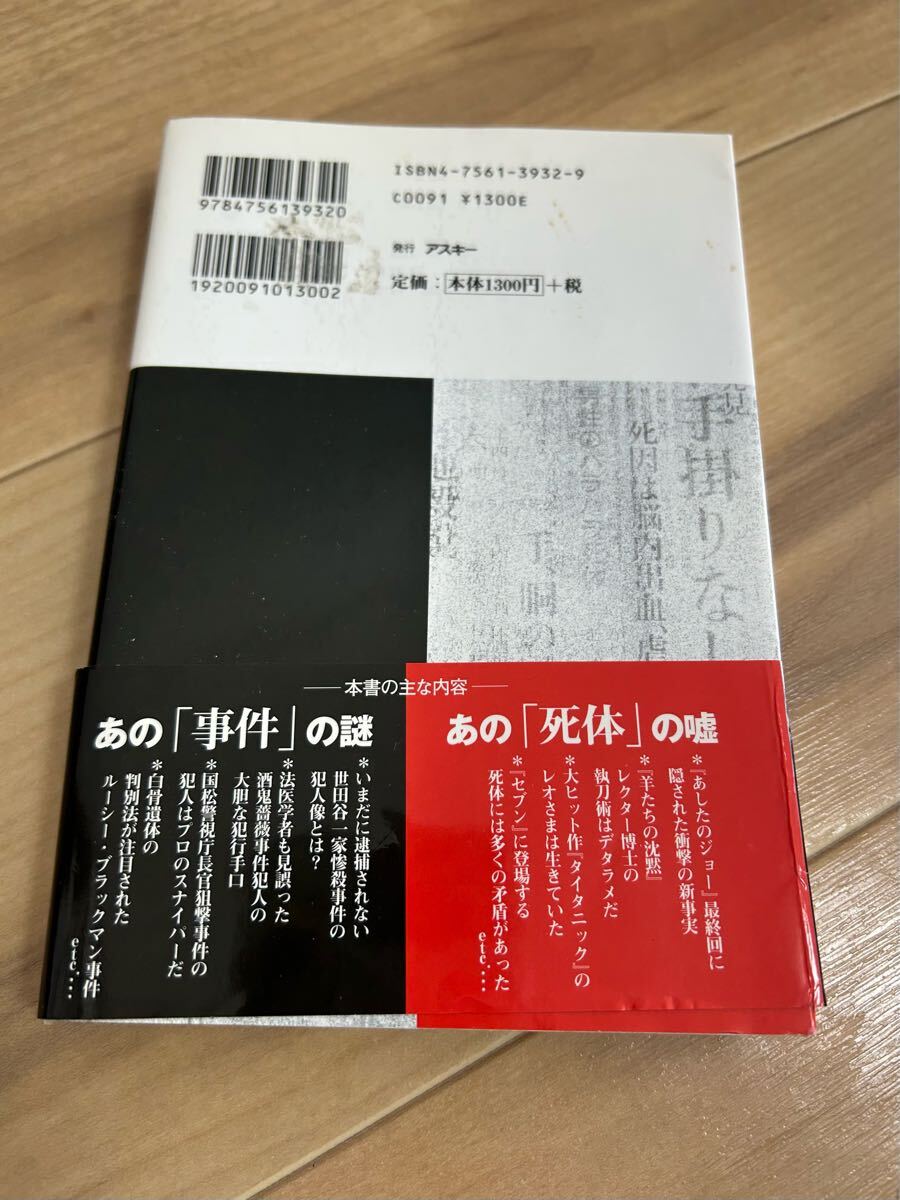 ISBN4-7561-3932-9
C0091 ¥1300E
9784756139320
発行 アスキー
1920091013002
定価：本体1300円＋税
手掛りなし
死因は脳内出血、虐
本書の主な内容
あの「死体」の嘘
＊『あしたのジョー』最終回に
隠された衝撃の新事実
＊『羊たちの沈黙』
レクター博士の
執刀術はデタラメだ
＊大ヒット作『タイタニック』の
レオさまは生きていた
＊『セブン』に登場する
死体には多くの矛盾があった
etc…
あの「事件」の謎
＊いまだに逮捕されない
世田谷一家惨殺事件の
犯人像とは？
＊法医学者も見誤った
酒鬼薔薇事件犯人の
大胆な犯行手口
＊国松警視庁長官狙撃事件の
犯人はプロのスナイパーだ
＊白骨遺体の
判別法が注目された
ルーシー・ブラックマン事件
etc…